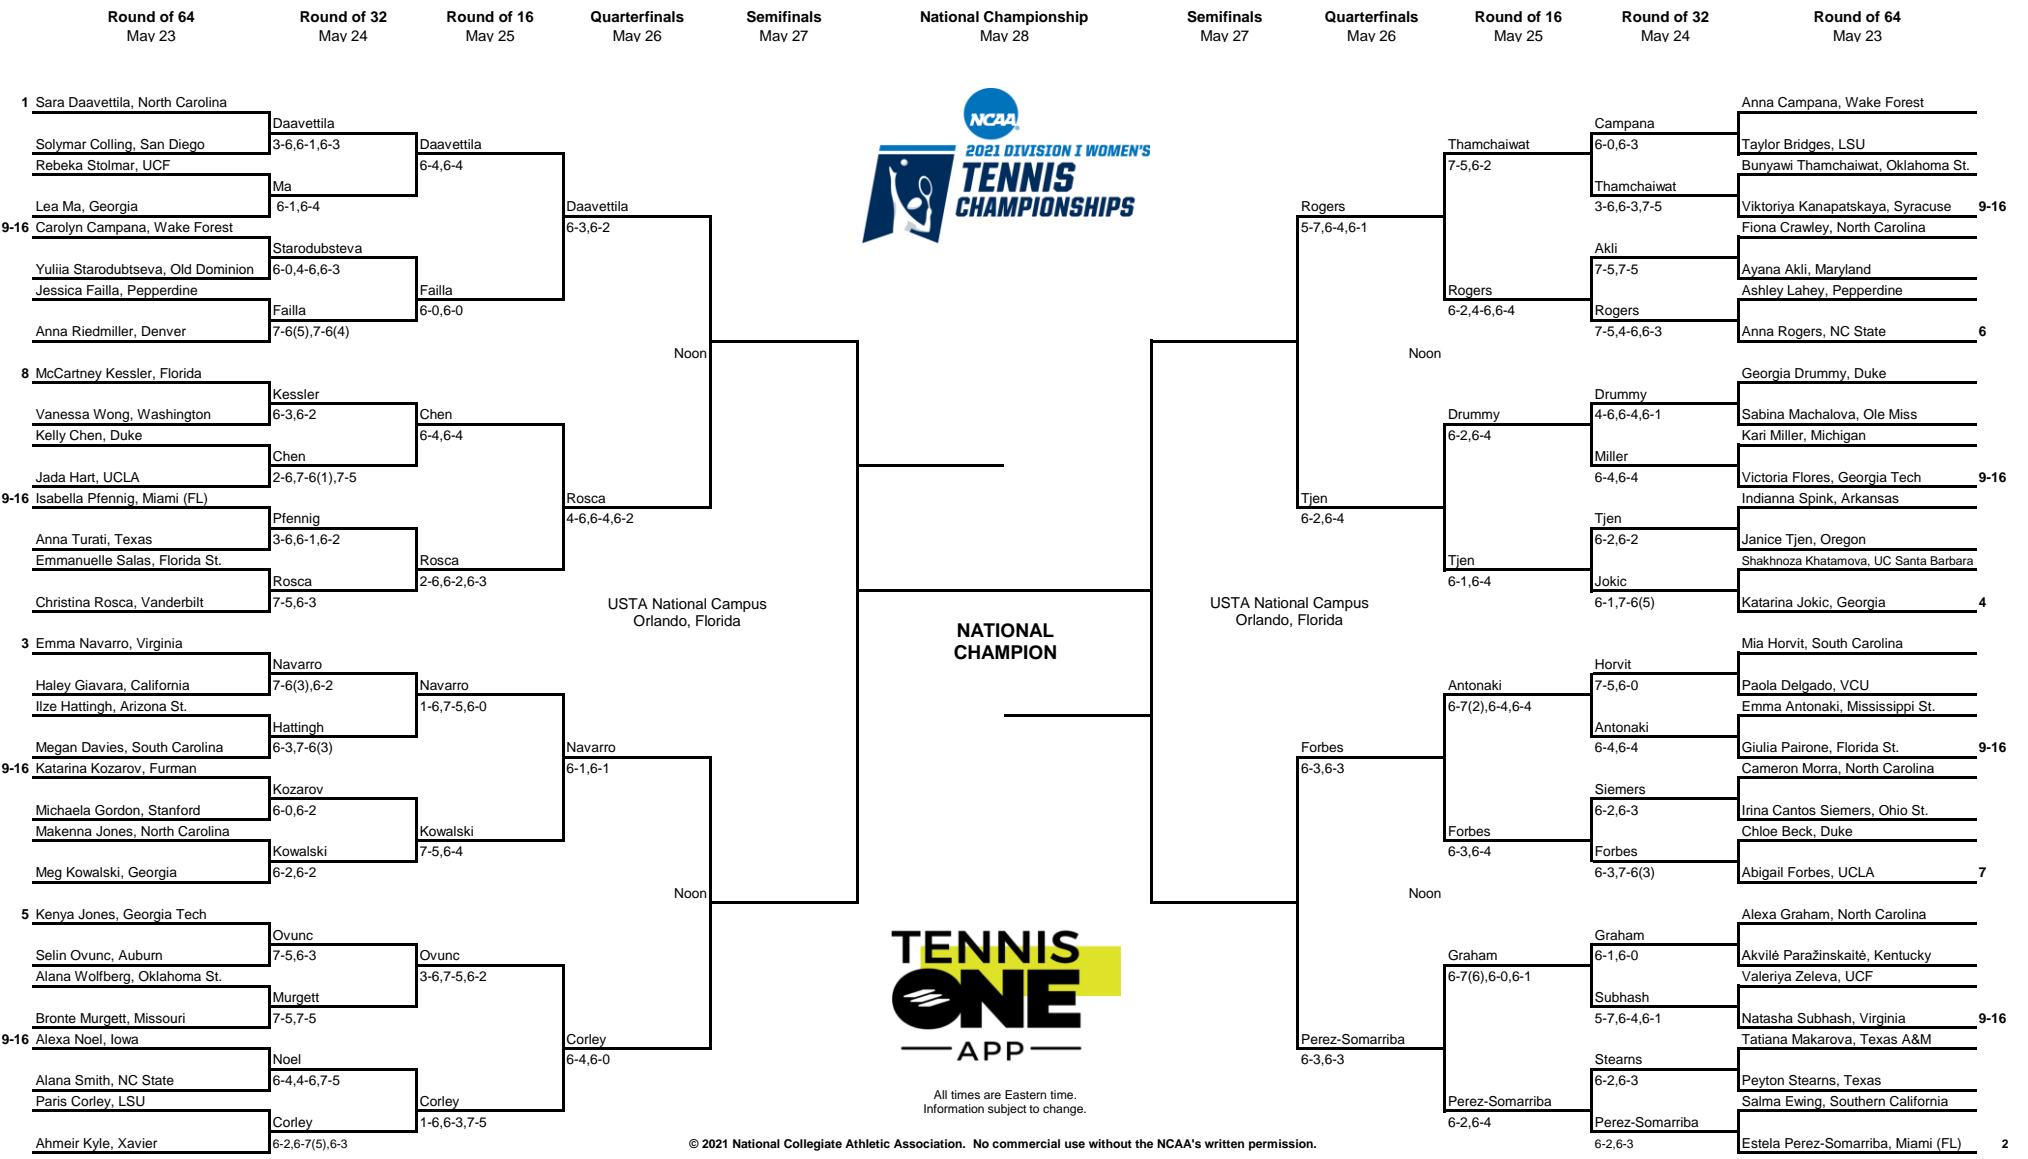 Round of 64
May 23
Round of 32
May 24
Round of 16
May 25
Quarterfinals
May 26
Semifinals
May 27
National Championship
May 28
Semifinals
May 27
Quarterfinals
May 26
Round of 16
May 25
Round of 32
May 24
Round of 64
May 23
1 Sara Daavettila, North Carolina
Solymar Colling, San Diego
Rebeka Stolmar, UCF
Lea Ma, Georgia
9-16 Carolyn Campana, Wake Forest
Yuliia Starodubtseva, Old Dominion
Jessica Failla, Pepperdine
Anna Riedmiller, Denver
8 McCartney Kessler, Florida
Vanessa Wong, Washington
Kelly Chen, Duke
Jada Hart, UCLA
9-16 Isabella Pfennig, Miami (FL)
Anna Turati, Texas
Emmanuelle Salas, Florida St.
Christina Rosca, Vanderbilt
3 Emma Navarro, Virginia
Haley Giavara, California
Ilze Hattingh, Arizona St.
Megan Davies, South Carolina
9-16 Katarina Kozarov, Furman
Michaela Gordon, Stanford
Makenna Jones, North Carolina
Meg Kowalski, Georgia
5 Kenya Jones, Georgia Tech
Selin Ovunc, Auburn
Alana Wolfberg, Oklahoma St.
Bronte Murgett, Missouri
9-16 Alexa Noel, Iowa
Alana Smith, NC State
Paris Corley, LSU
Ahmeir Kyle, Xavier
Daavettila
3-6,6-1,6-3
Ma
6-1,6-4
Starodubsteva
6-0,4-6,6-3
Failla
7-6(5),7-6(4)
Kessler
6-3,6-2
Chen
2-6,7-6(1),7-5
Pfennig
3-6,6-1,6-2
Rosca
7-5,6-3
Navarro
7-6(3),6-2
Hattingh
6-3,7-6(3)
Kozarov
6-0,6-2
Kowalski
6-2,6-2
Ovunc
7-5,6-3
Murgett
7-5,7-5
Noel
6-4,4-6,7-5
Corley
6-2,6-7(5),6-3
Daavettila
6-4,6-4
Failla
6-0,6-0
Chen
6-4,6-4
Rosca
2-6,6-2,6-3
Navarro
1-6,7-5,6-0
Kowalski
7-5,6-4
Ovunc
3-6,7-5,6-2
Corley
1-6,6-3,7-5
Daavettila
6-3,6-2
Rosca
4-6,6-4,6-2
Navarro
6-1,6-1
Corley
6-4,6-0
Noon
USTA National Campus
Orlando, Florida
Noon
NCAA
2021 DIVISION I WOMEN'S
TENNIS
CHAMPIONSHIPS
NATIONAL
CHAMPION
TENNIS
ONE
APP
All times are Eastern time.
Information subject to change.
© 2021 National Collegiate Athletic Association. No commercial use without the NCAA's written permission.
Noon
USTA National Campus
Orlando, Florida
Noon
Rogers
5-7,6-4,6-1
Tjen
6-2,6-4
Forbes
6-3,6-3
Perez-Somarriba
6-3,6-3
Thamchaiwat
7-5,6-2
Rogers
6-2,4-6,6-4
Drummy
6-2,6-4
Tjen
6-1,6-4
Antonaki
6-7(2),6-4,6-4
Forbes
6-3,6-4
Graham
6-7(6),6-0,6-1
Perez-Somarriba
6-2,6-4
Campana
6-0,6-3
Thamchaiwat
3-6,6-3,7-5
Akli
7-5,7-5
Rogers
7-5,4-6,6-3
Drummy
4-6,6-4,6-1
Miller
6-4,6-4
Tjen
6-2,6-2
Jokic
6-1,7-6(5)
Horvit
7-5,6-0
Antonaki
6-4,6-4
Siemers
6-2,6-3
Forbes
6-3,7-6(3)
Graham
6-1,6-0
Subhash
5-7,6-4,6-1
Stearns
6-2,6-3
Perez-Somarriba
6-2,6-3
Anna Campana, Wake Forest
Taylor Bridges, LSU
Bunyawi Thamchaiwat, Oklahoma St.
Viktoriya Kanapatskaya, Syracuse 9-16
Fiona Crawley, North Carolina
Ayana Akli, Maryland
Ashley Lahey, Pepperdine
Anna Rogers, NC State 6
Georgia Drummy, Duke
Sabina Machalova, Ole Miss
Kari Miller, Michigan
Victoria Flores, Georgia Tech 9-16
Indianna Spink, Arkansas
Janice Tjen, Oregon
Shakhnoza Khatamova, UC Santa Barbara
Katarina Jokic, Georgia 4
Mia Horvit, South Carolina
Paola Delgado, VCU
Emma Antonaki, Mississippi St.
Giulia Pairone, Florida St. 9-16
Cameron Morra, North Carolina
Irina Cantos Siemers, Ohio St.
Chloe Beck, Duke
Abigail Forbes, UCLA 7
Alexa Graham, North Carolina
Akvilė Paražinskaitė, Kentucky
Valeriya Zeleva, UCF
Natasha Subhash, Virginia 9-16
Tatiana Makarova, Texas A&M
Peyton Stearns, Texas
Salma Ewing, Southern California
Estela Perez-Somarriba, Miami (FL) 2